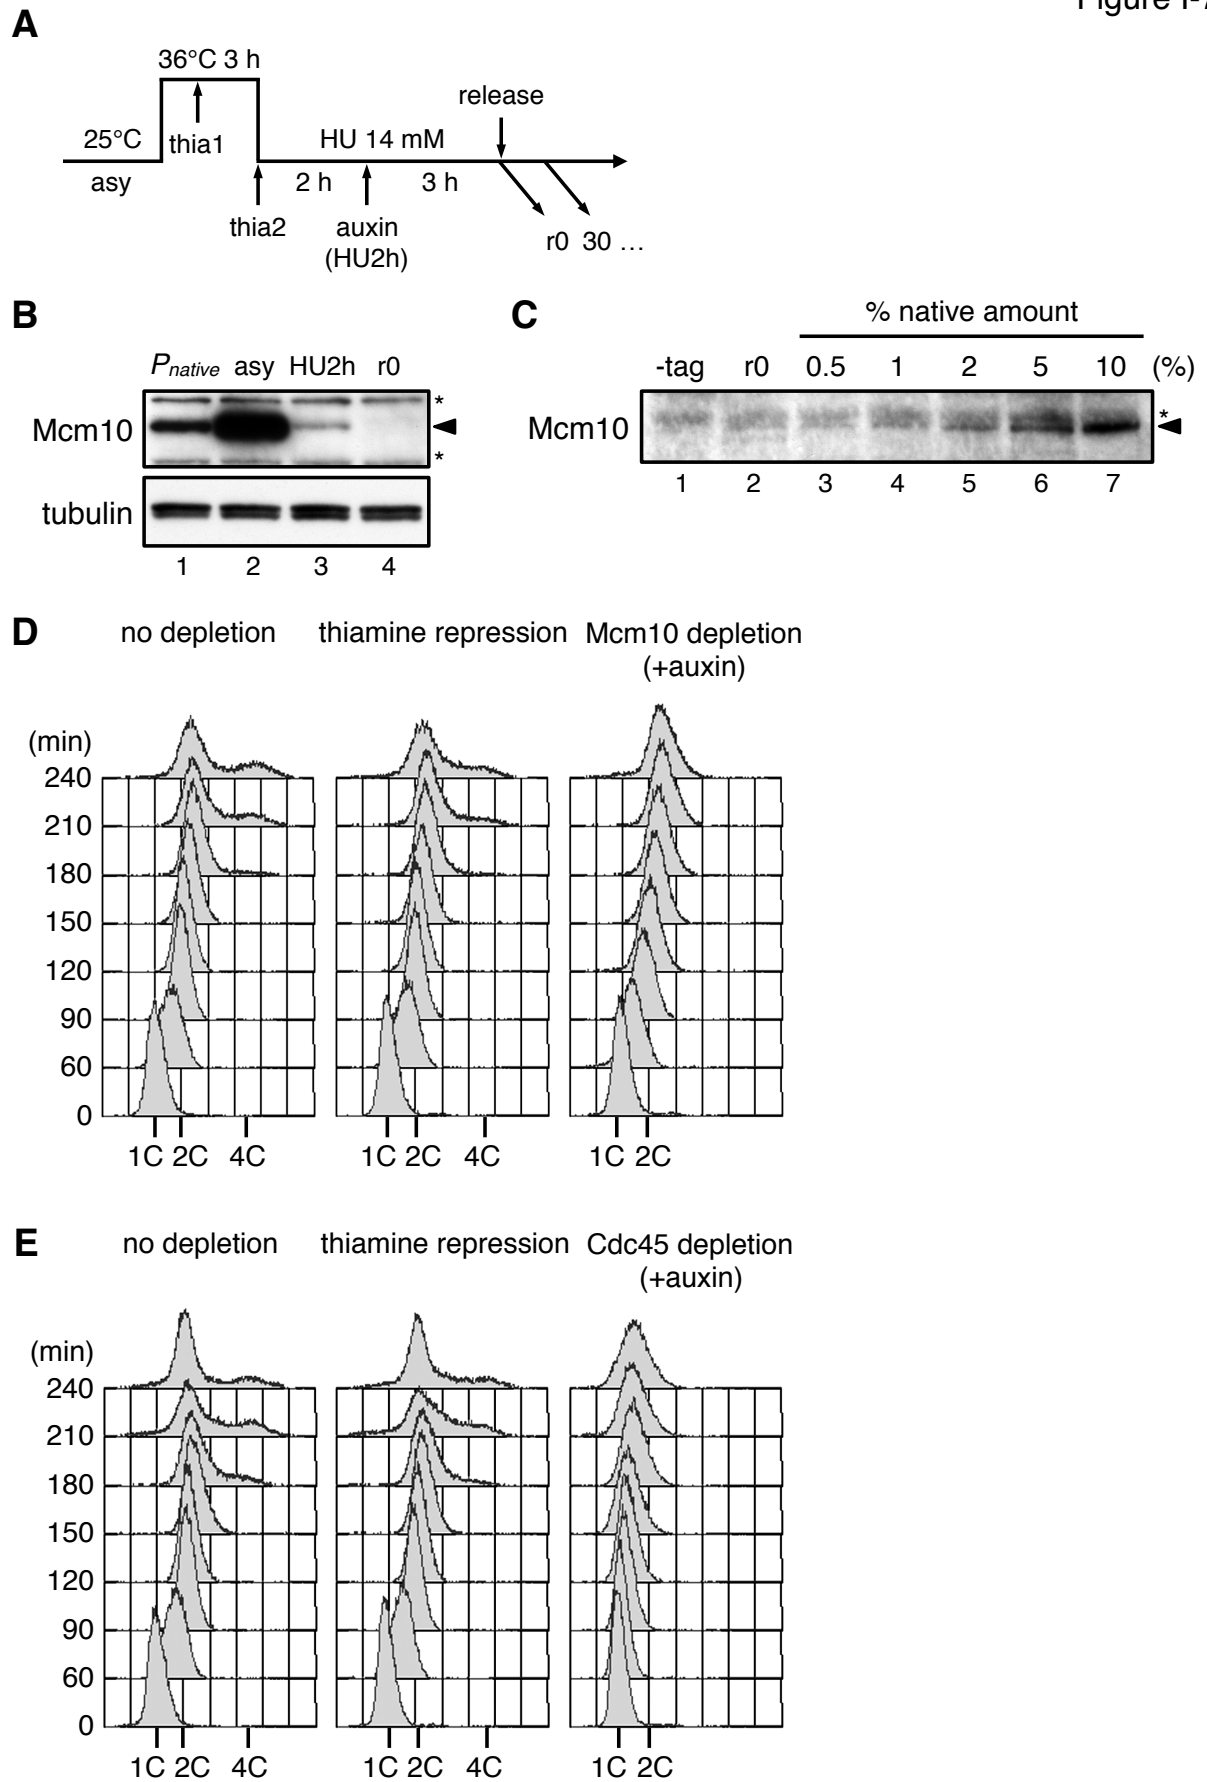 Figure I-7
A
36°C 3 h
release
25°C
thia1
HU 14 mM
asy
2 h
3 h
thia2
auxin
(HU2h)
r0 30 …
B
Pnative asy HU2h r0
Mcm10
*
*
tubulin
1 2 3 4
C
% native amount
-tag r0 0.5 1 2 5 10 (%)
Mcm10
*
1 2 3 4 5 6 7
D
no depletion thiamine repression Mcm10 depletion
(+auxin)
(min)
240
210
180
150
120
90
60
0
1C 2C 4C 1C 2C 4C 1C 2C
E
no depletion thiamine repression Cdc45 depletion
(+auxin)
(min)
240
210
180
150
120
90
60
0
1C 2C 4C 1C 2C 4C 1C 2C